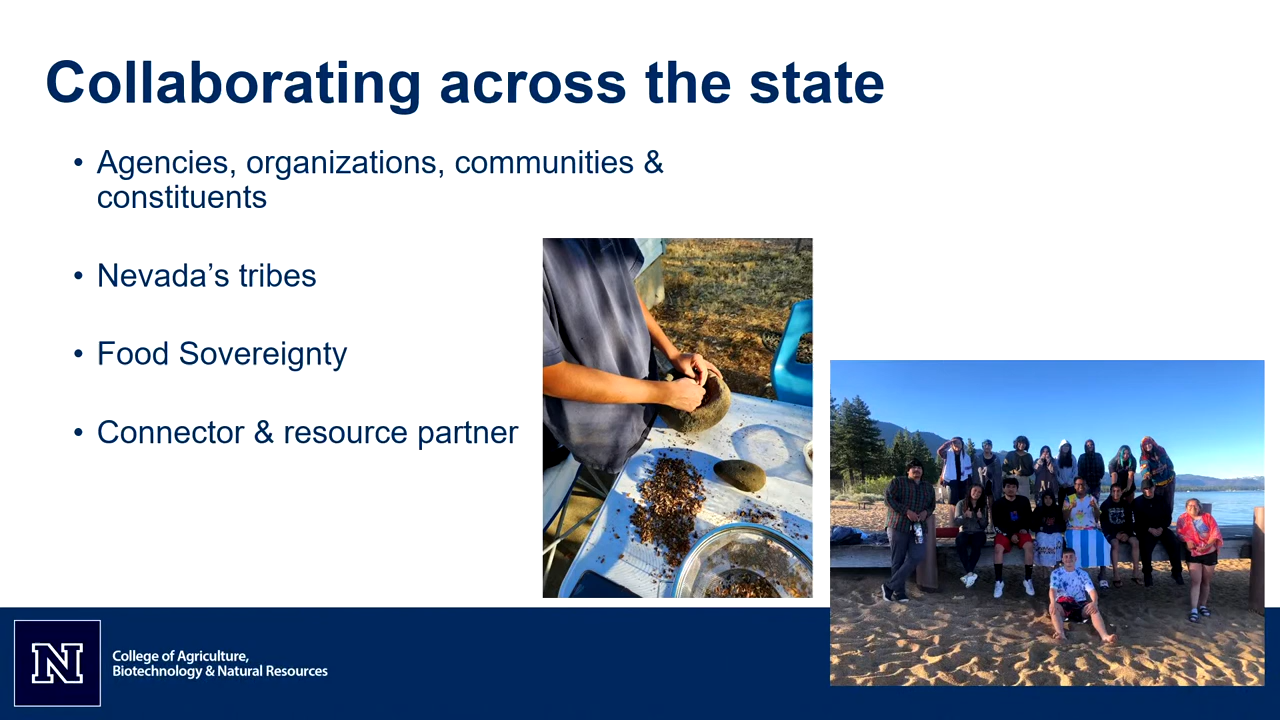 Collaborating across the state
• Agencies, organizations, communities &
constituents
• Nevada’s tribes
• Food Sovereignty
• Connector & resource partner
N
College of Agriculture,
Biotechnology & Natural Resources